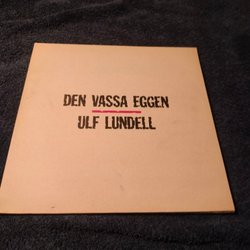 DEN VASSA EGGEN
ULF LUNDELL